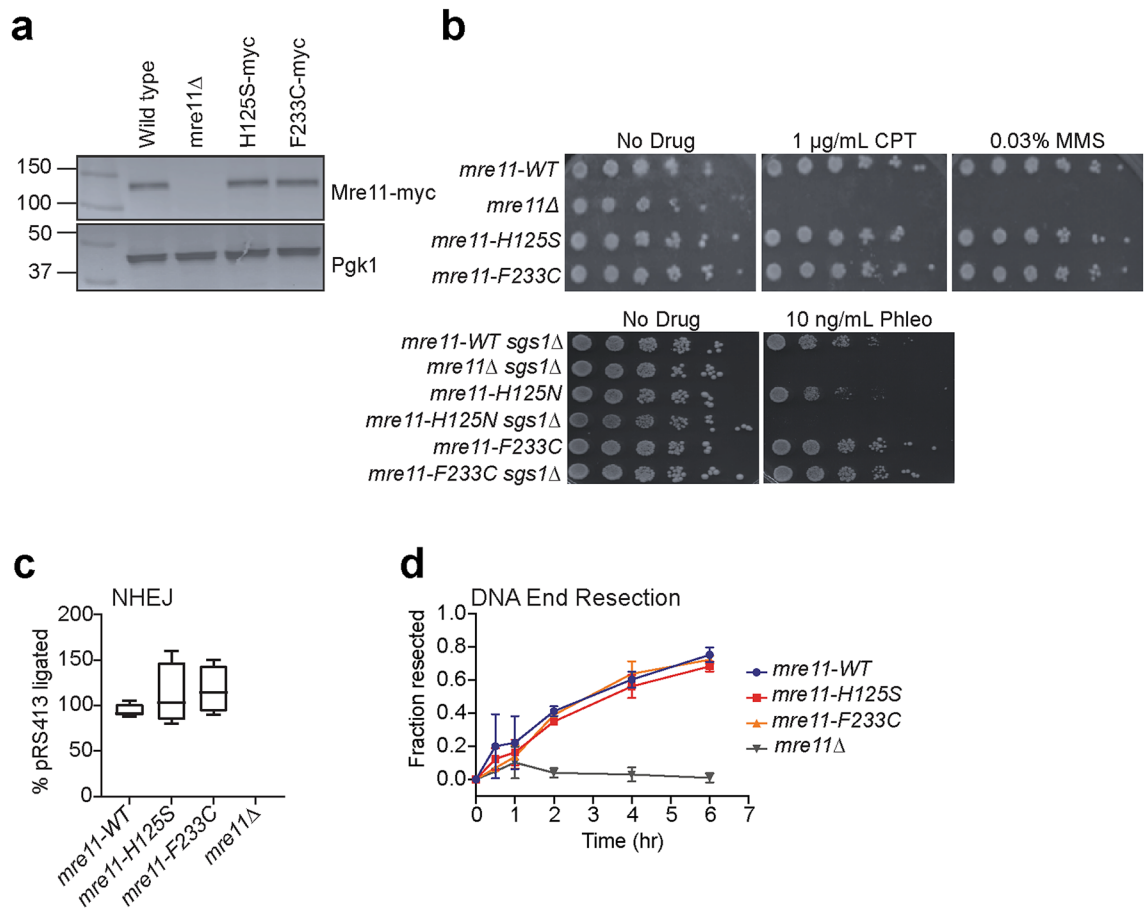 a
Wild type
mre11Δ
H125S-myc
F233C-myc
150
100
Mre11-myc
50
37
Pgk1
b
No Drug
1 µg/mL CPT
0.03% MMS
mre11-WT
mre11Δ
mre11-H125S
mre11-F233C
No Drug
10 ng/mL Phleo
mre11-WT sgs1Δ
mre11Δ sgs1Δ
mre11-H125N
mre11-H125N sgs1Δ
mre11-F233C
mre11-F233C sgs1Δ
c
NHEJ
% pRS413 ligated
200
150
100
50
0
mre11-WT
mre11-H125S
mre11-F233C
mre11Δ
d
DNA End Resection
Fraction resected
1.0
0.8
0.6
0.4
0.2
0.0
0 1 2 3 4 5 6 7
Time (hr)
mre11-WT
mre11-H125S
mre11-F233C
mre11Δ